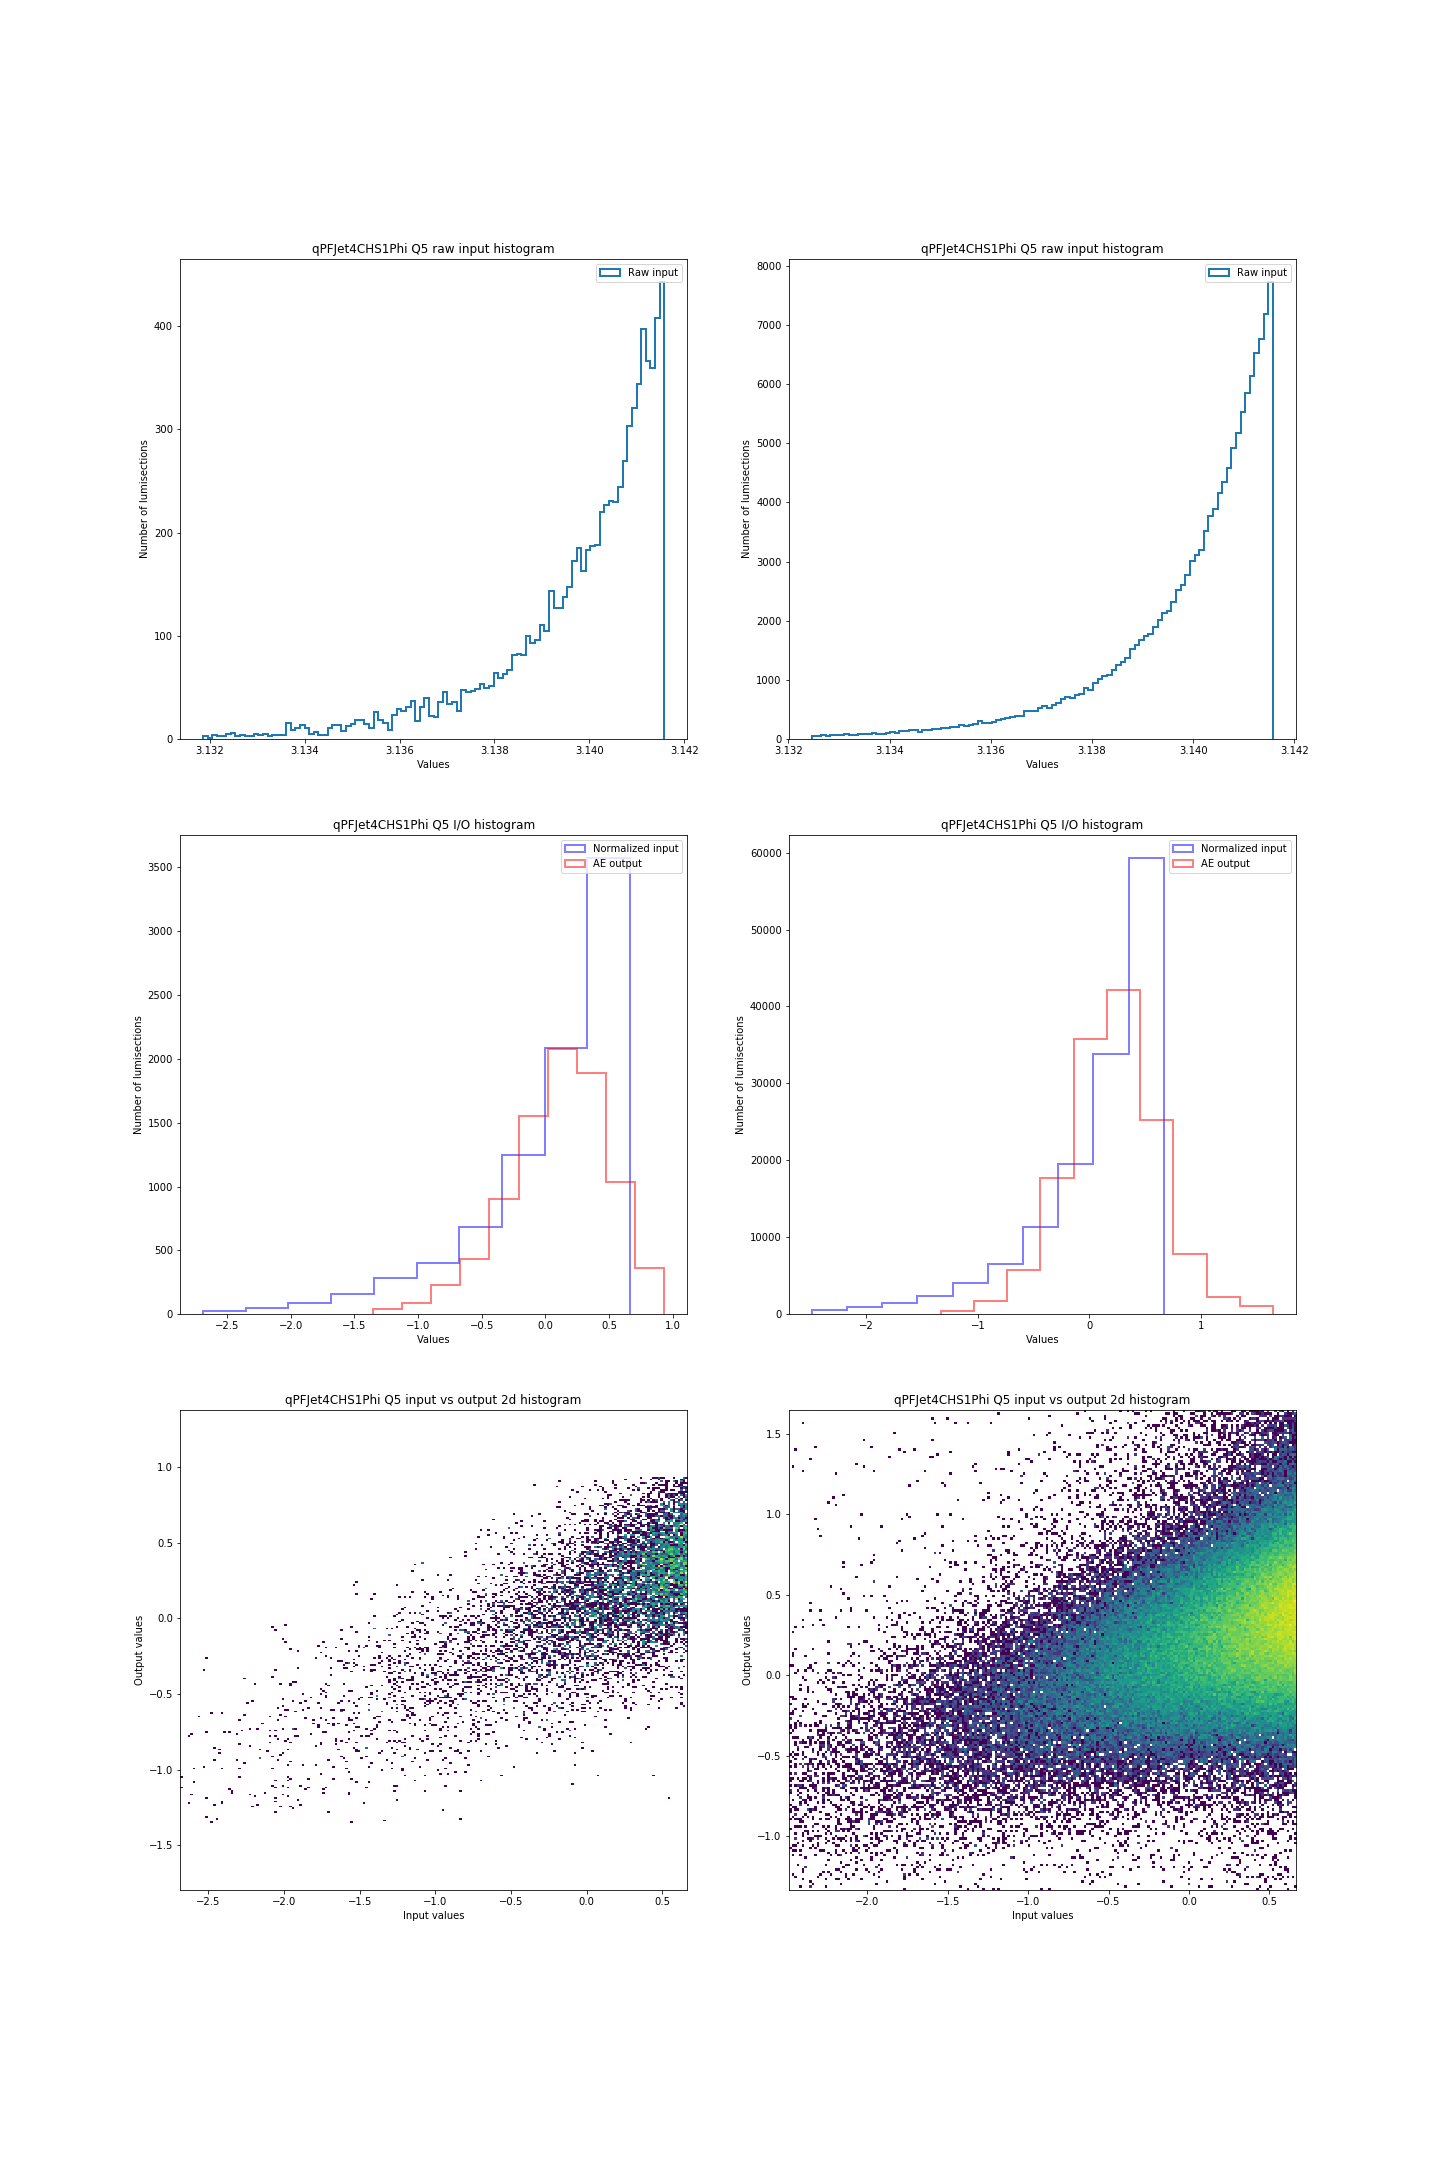 qPFJet4CHS1Phi Q5 raw input histogram
Raw input
Number of lumisections
400
300
200
100
0
3.132 3.134 3.136 3.138 3.140 3.142
Values
qPFJet4CHS1Phi Q5 raw input histogram
Raw input
Number of lumisections
8000
7000
6000
5000
4000
3000
2000
1000
0
3.132 3.134 3.136 3.138 3.140 3.142
Values
qPFJet4CHS1Phi Q5 I/O histogram
Normalized input
AE output
Number of lumisections
3500
3000
2500
2000
1500
1000
500
0
−2.5 −2.0 −1.5 −1.0 −0.5 0.0 0.5 1.0
Values
qPFJet4CHS1Phi Q5 I/O histogram
Normalized input
AE output
Number of lumisections
60000
50000
40000
30000
20000
10000
0
−2 −1 0 1
Values
qPFJet4CHS1Phi Q5 input vs output 2d histogram
Output values
1.0
0.5
0.0
−0.5
−1.0
−1.5
−2.5 −2.0 −1.5 −1.0 −0.5 0.0 0.5
Input values
qPFJet4CHS1Phi Q5 input vs output 2d histogram
Output values
1.5
1.0
0.5
0.0
−0.5
−1.0
−2.0 −1.5 −1.0 −0.5 0.0 0.5
Input values